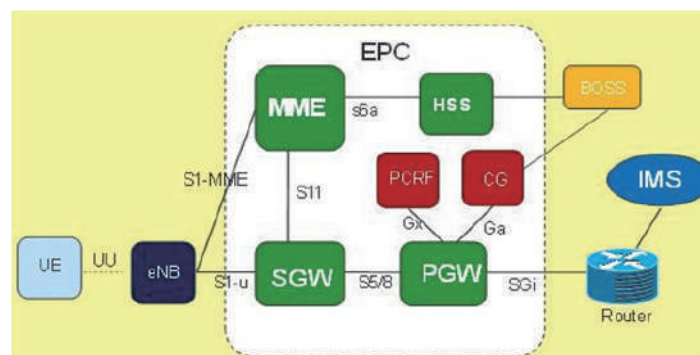 EPC
MME
s6a
HSS
BOSS
S1-MME
S11
PCRF
CG
IMS
Gx
Ga
UE
UU
eNB
S1-u
SGW
S5/8
PGW
SGi
Router